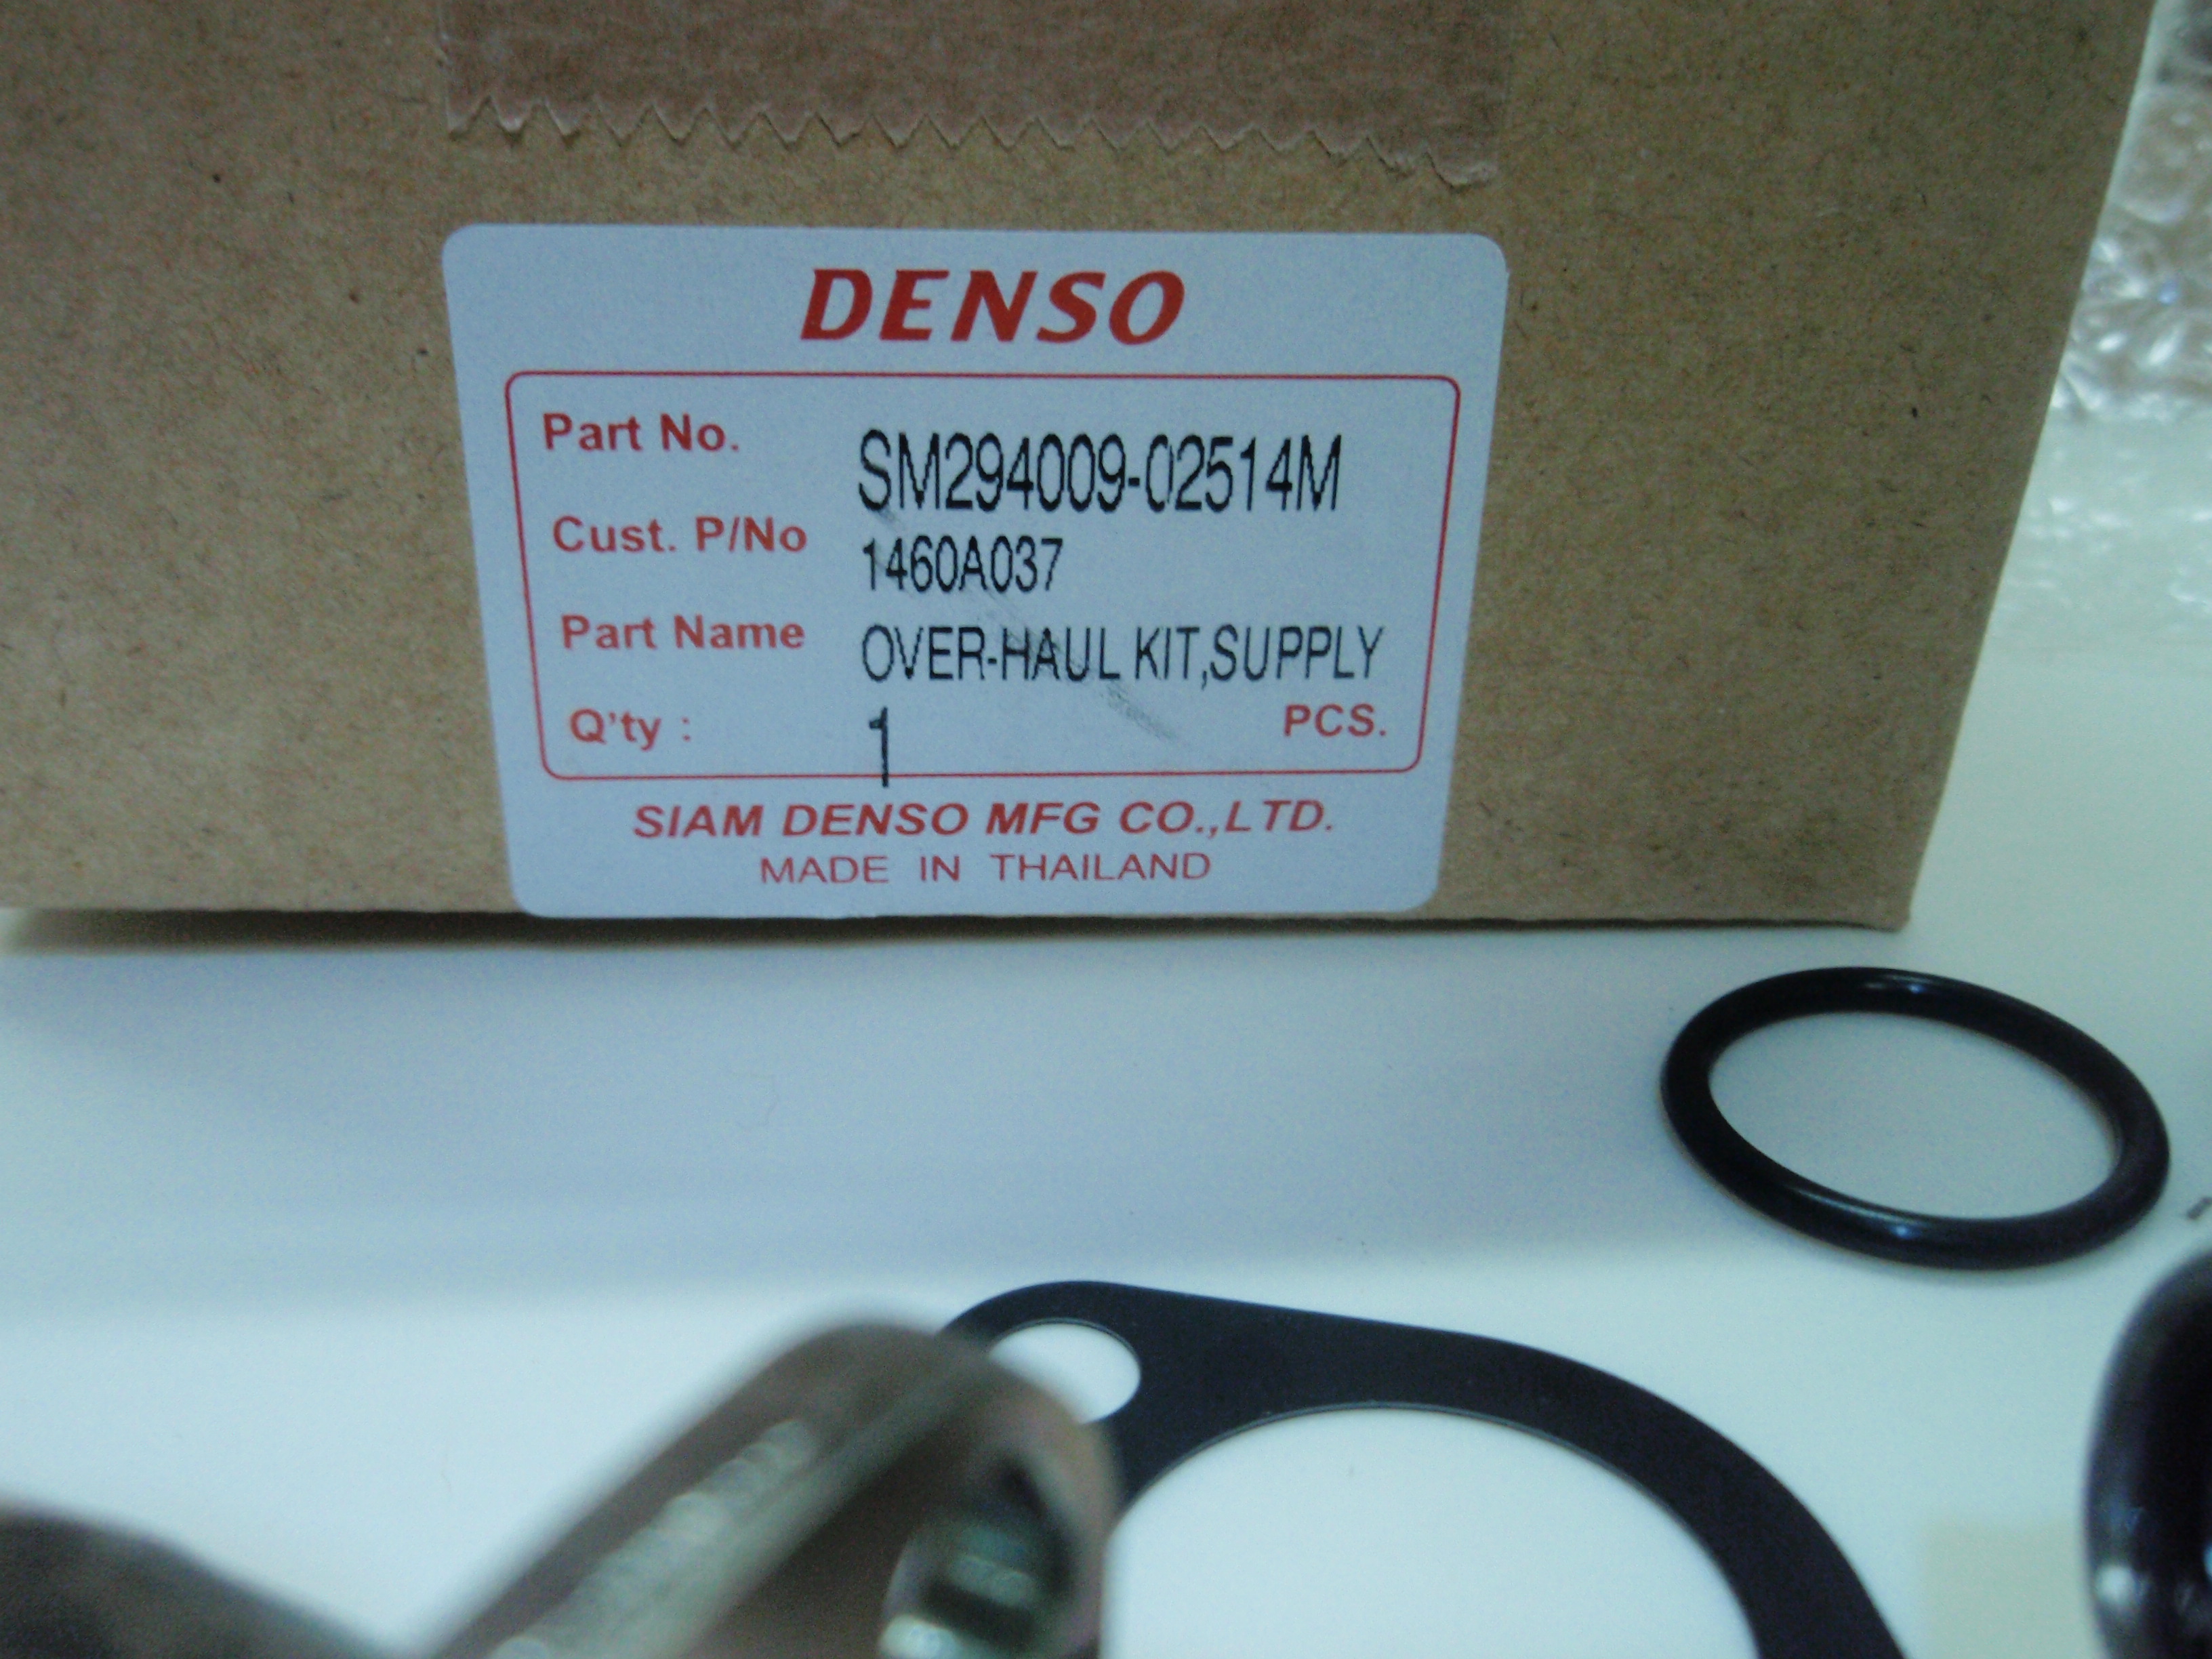 DENSO
Part No. SM294009-02514M
Cust. P/No 1460A037
Part Name OVER-HAUL KIT,SUPPLY
Q'ty : 1 PCS.
SIAM DENSO MFG CO.,LTD.
MADE IN THAILAND